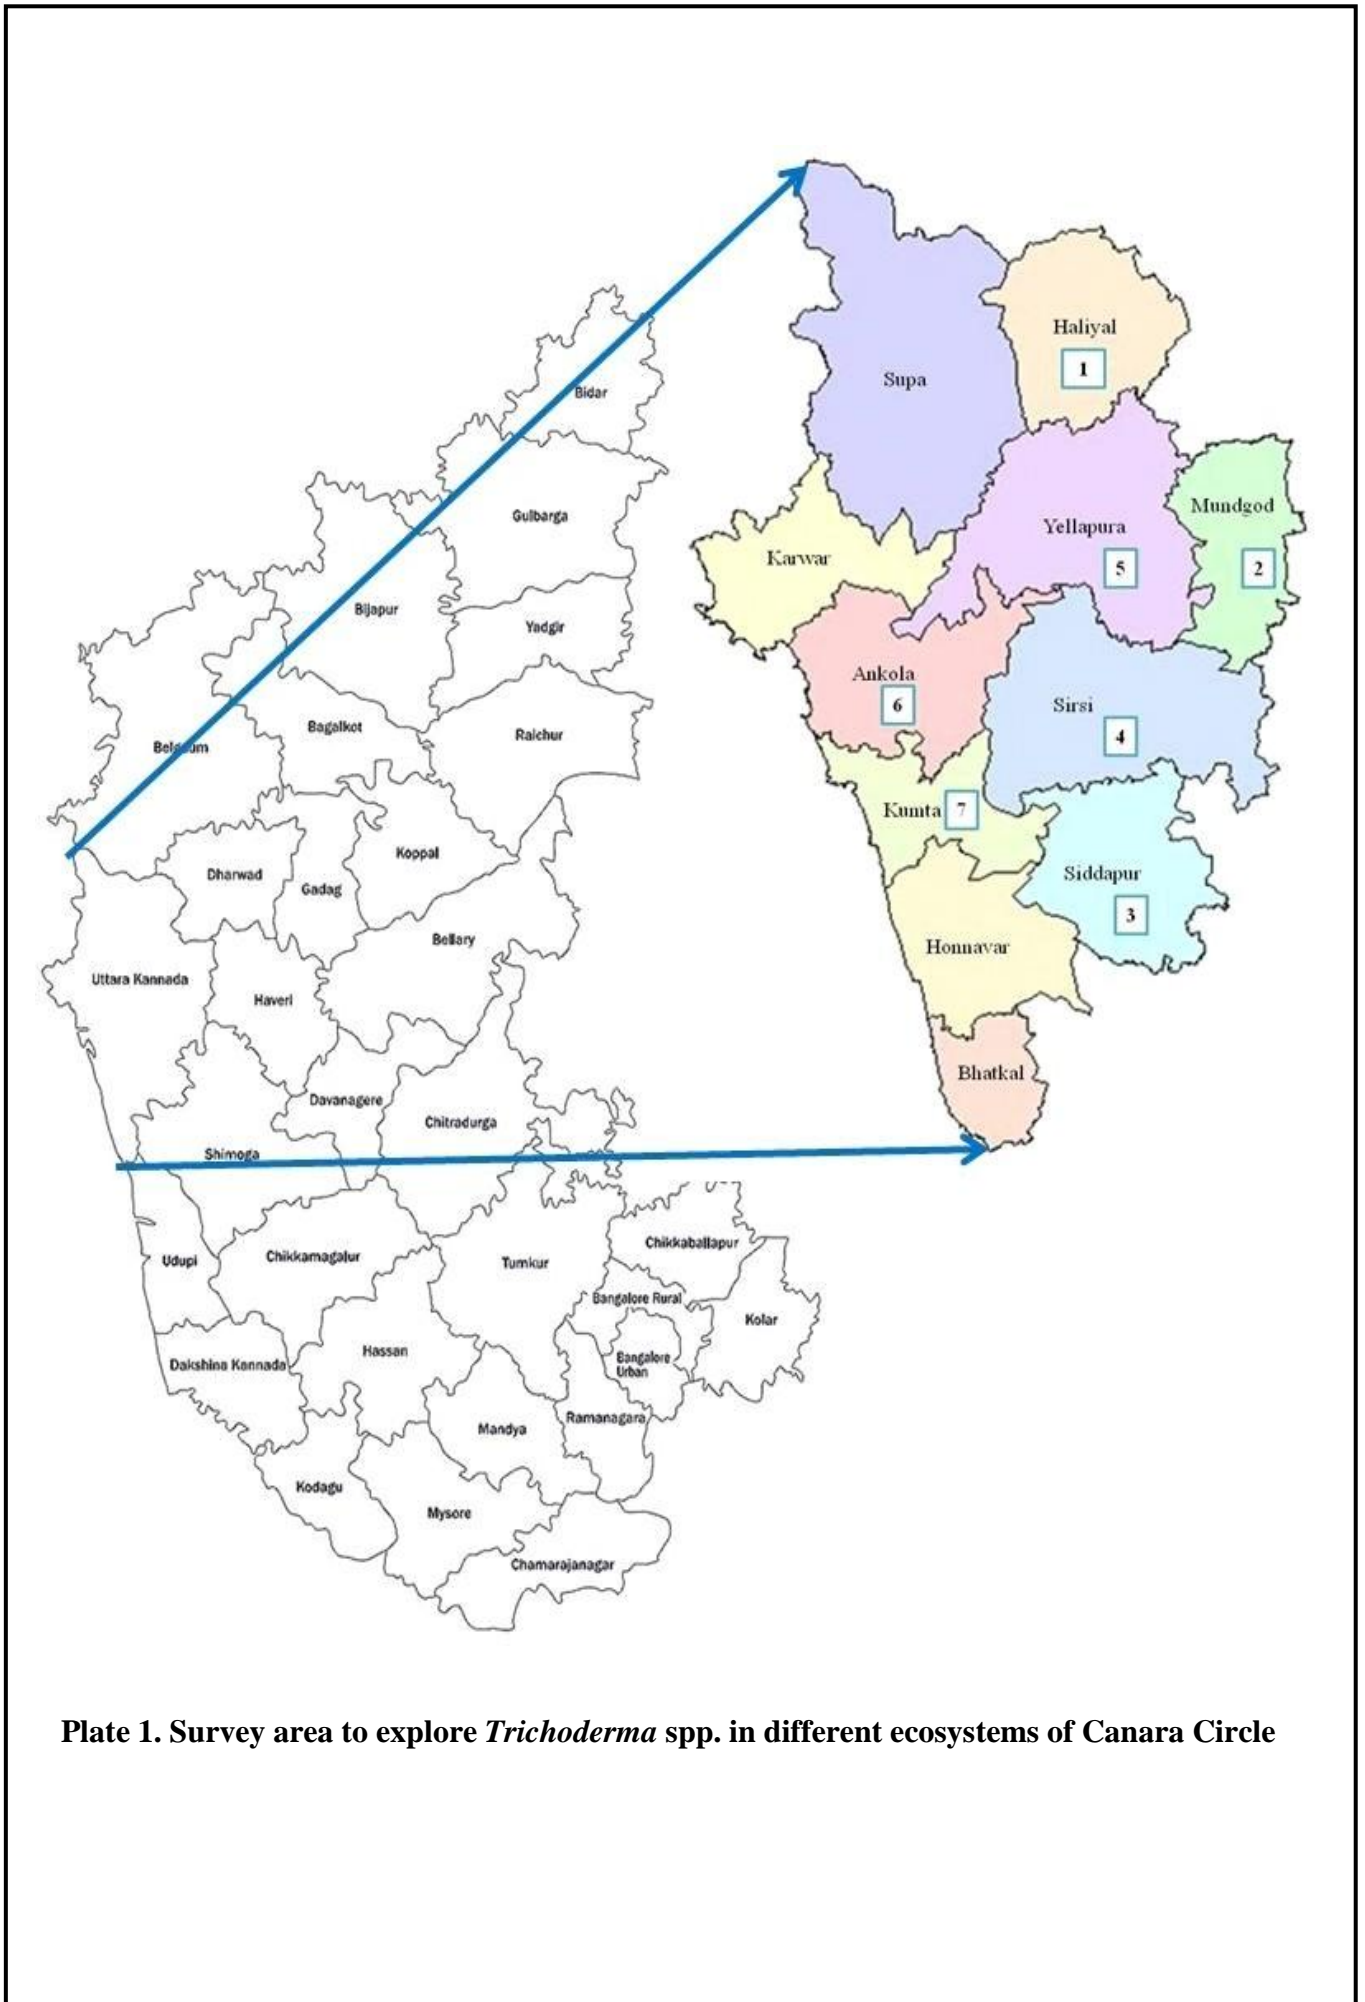 Supa
Haliyal
1
Mundgod
2
Yellapura
5
Karwar
Ankola
6
Sirsi
4
Kumta
7
Siddapur
3
Honnavar
Bhatkal
Bidar
Gulbarga
Bijapur
Yadgir
Bagalkot
Raichur
Belgaum
Dharwad
Gadag
Koppal
Bellary
Uttara Kannada
Haveri
Davanagere
Chitradurga
Shimoga
Udupi
Chikkamagalur
Tumkur
Chikkaballapur
Bangalore Rural
Kolar
Dakshina Kannada
Hassan
Bangalore
Urban
Mandya
Ramanagara
Kodagu
Mysore
Chamarajanagar
Plate 1. Survey area to explore Trichoderma spp. in different ecosystems of Canara Circle